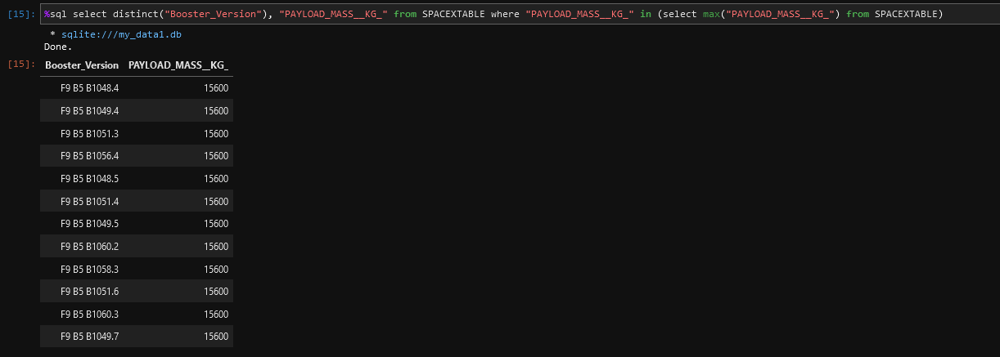 [15]: %sql select distinct("Booster_Version"), "PAYLOAD_MASS__KG_" from SPACEXTABLE where "PAYLOAD_MASS__KG_" in (select max("PAYLOAD_MASS__KG_") from SPACEXTABLE)
* sqlite:///my_data1.db
Done.
[15]: Booster_Version PAYLOAD_MASS__KG_
F9 B5 B1048.4 15600
F9 B5 B1049.4 15600
F9 B5 B1051.3 15600
F9 B5 B1056.4 15600
F9 B5 B1048.5 15600
F9 B5 B1051.4 15600
F9 B5 B1049.5 15600
F9 B5 B1060.2 15600
F9 B5 B1058.3 15600
F9 B5 B1051.6 15600
F9 B5 B1060.3 15600
F9 B5 B1049.7 15600